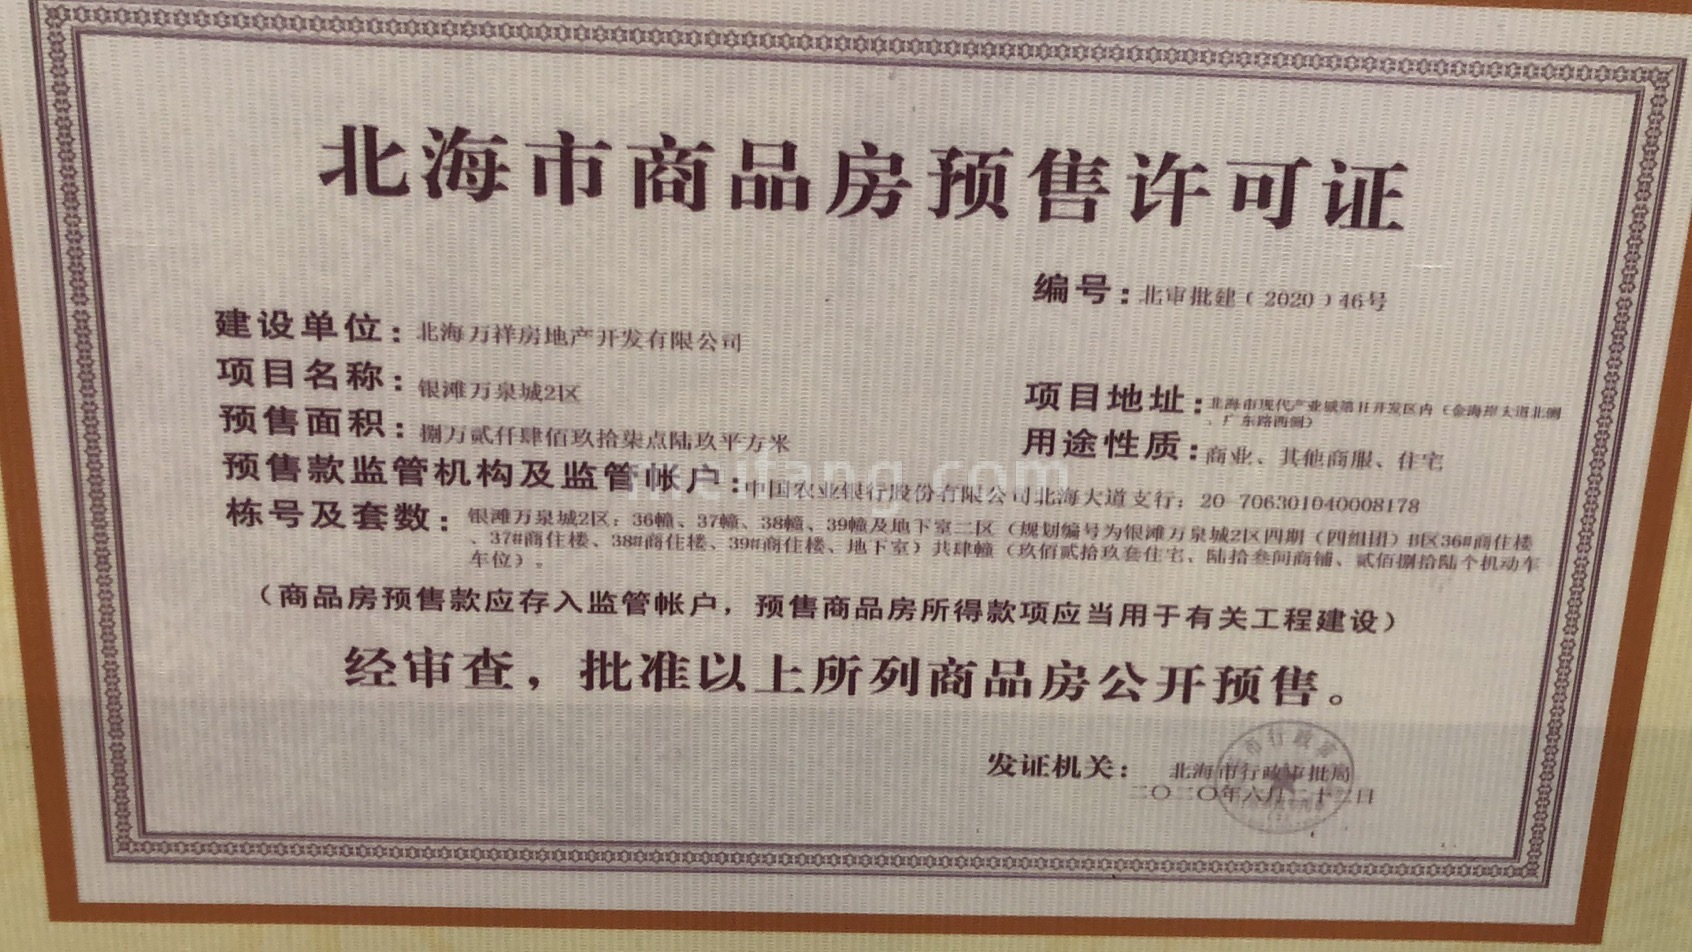 北海市商品房预售许可证
编号：北审批建（2020）46号
建设单位：北海万祥房地产开发有限公司
项目名称：银滩万泉城2区
项目地址：北海市现代产业城第II开发区内（金海岸大道北侧
、广东路西侧）
预售面积：捌万贰仟肆佰玖拾柒点陆玖平方米
用途性质：商业、其他商服、住宅
预售款监管机构及监管帐户：中国农业银行股份有限公司北海大道支行：20-706301040008178
栋号及套数：银滩万泉城2区：36幢、37幢、38幢、39幢及地下室二区（规划编号为银滩万泉城2区四期（四组团）B区36#商住楼
、37#商住楼、38#商住楼、39#商住楼、地下室）共肆幢（玖佰贰拾玖套住宅、陆拾叁间商铺、贰佰捌拾陆个机动车
车位）。
（商品房预售款应存入监管帐户，预售商品房所得款项应当用于有关工程建设）
经审查，批准以上所列商品房公开预售。
发证机关：北海市行政审批局
二〇二〇年六月二十二日